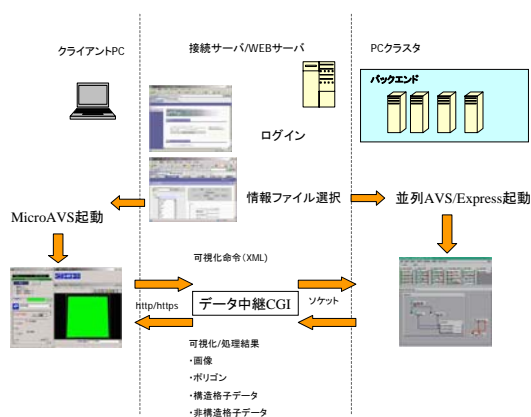 クライアントPC
接続サーバ/WEBサーバ
PCクラスタ
バックエンド
ログイン
情報ファイル選択
MicroAVS起動
並列AVS/Express起動
可視化命令(XML)
http/https
データ中継CGI
ソケット
可視化/処理結果
・画像
・ポリゴン
・構造格子データ
・非構造格子データ